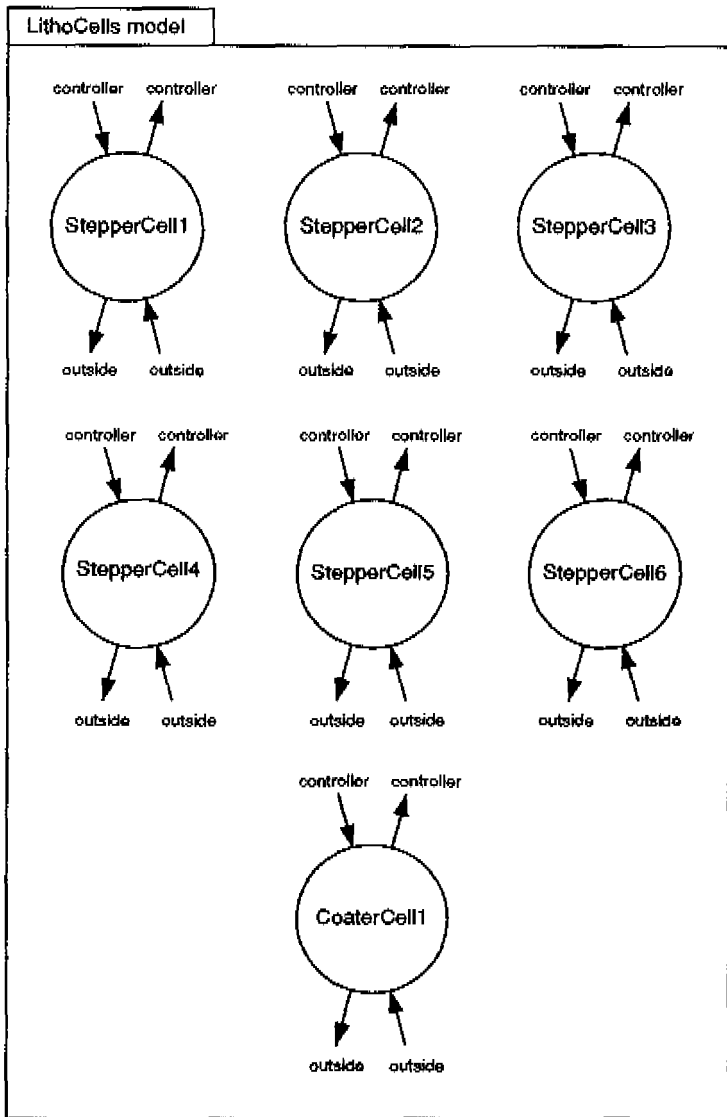 LithoCells model
controller controller controller controller controller controller
StepperCell1 StepperCell2 StepperCell3
outside outside outside outside outside outside
controller controller controller controller controller controller
StepperCell4 StepperCell5 StepperCell6
outside outside outside outside outside outside
controller controller
CoaterCell1
outside outside